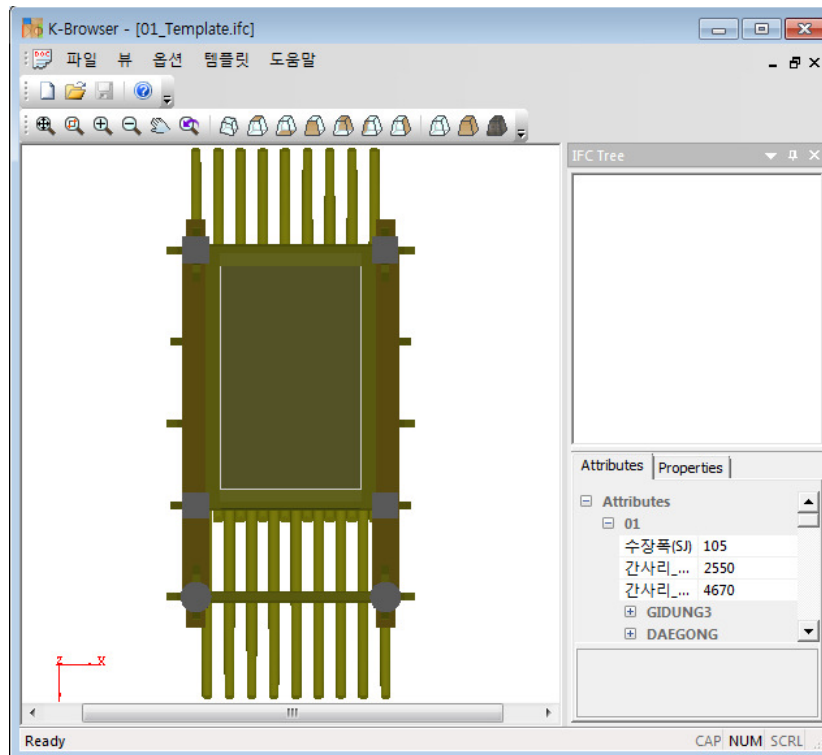 K-Browser - [01_Template.ifc]
파일 뷰 옵션 템플릿 도움말
IFC Tree
Attributes Properties
Attributes
01
수장폭(SJ) 105
간사리_... 2550
간사리_... 4670
GIDUNG3
DAEGONG
z x
Ready CAP NUM SCRL